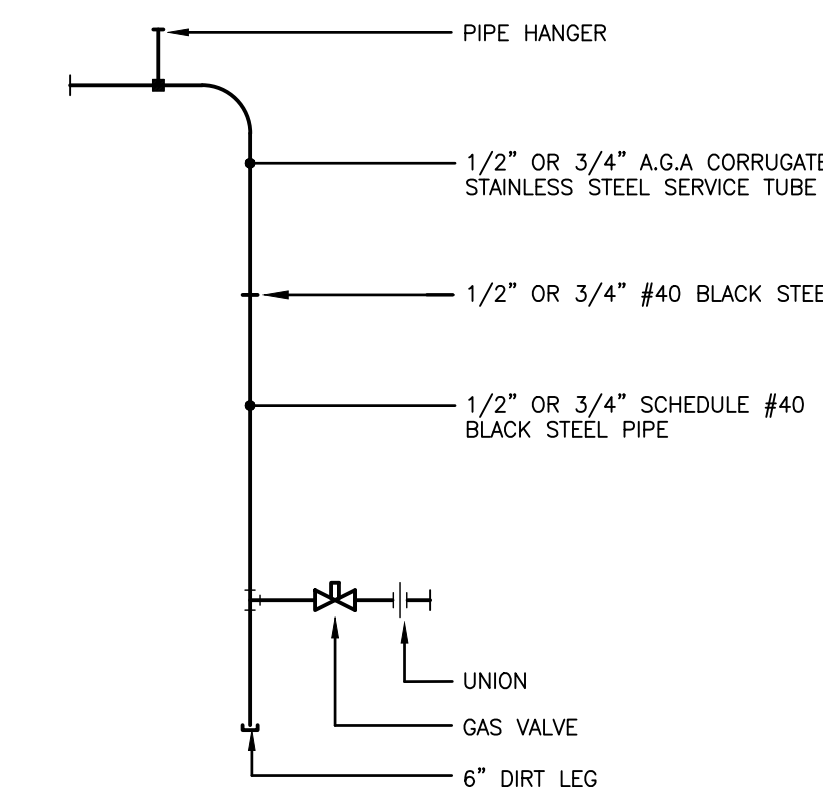 PIPE HANGER
1/2” OR 3/4” A.G.A CORRUGATE
STAINLESS STEEL SERVICE TUBE
1/2” OR 3/4” #40 BLACK STEE
1/2” OR 3/4” SCHEDULE #40
BLACK STEEL PIPE
UNION
GAS VALVE
6” DIRT LEG